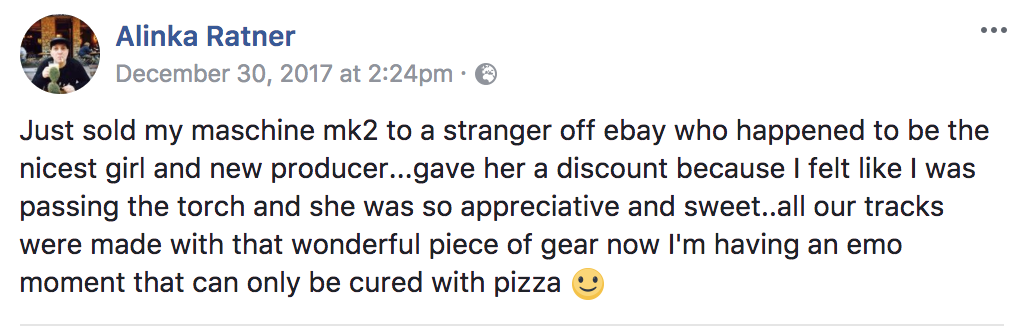 Alinka Ratner
December 30, 2017 at 2:24pm ·
Just sold my maschine mk2 to a stranger off ebay who happened to be the
nicest girl and new producer...gave her a discount because I felt like I was
passing the torch and she was so appreciative and sweet..all our tracks
were made with that wonderful piece of gear now I'm having an emo
moment that can only be cured with pizza 🙂